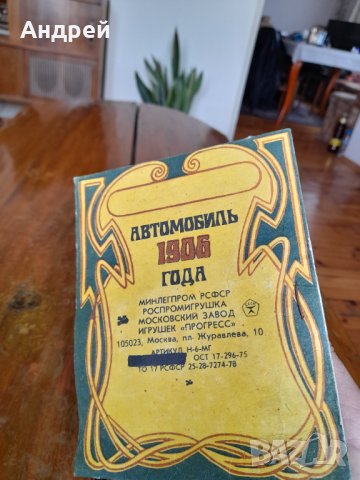 Андрей
АВТОМОБИЛЬ
1906
ГОДА
МИНЛЕГПРОМ РСФСР
РОСПРОМИГРУШКА
МОСКОВСКИЙ ЗАВОД
ИГРУШЕК «ПРОГРЕСС»
105023, Москва, пл. Журавлева, 10
АРТИКУЛ Н-6-МГ
ОСТ 17-296-75
ТО 17 РСФСР 25-28-7274-78
BAZAR